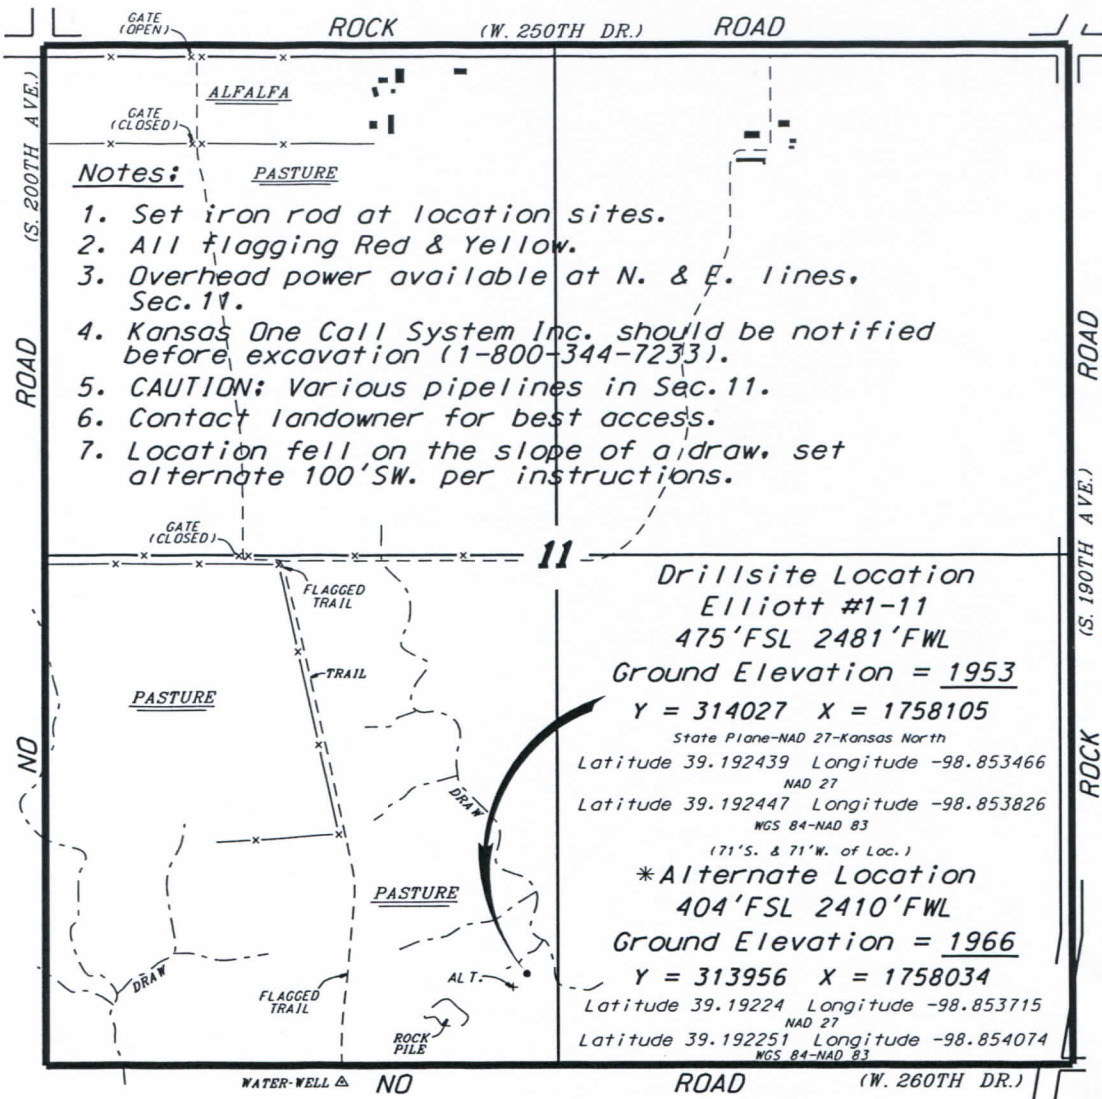 GATE
(OPEN)
ROCK (W. 250TH DR.) ROAD
(S. 200TH AVE.)
ALFALFA
GATE
(CLOSED)
PASTURE
Notes:
1. Set iron rod at location sites.
2. All flagging Red & Yellow.
3. Overhead power available at N. & E. lines.
Sec. 11.
4. Kansas One Call System Inc. should be notified
before excavation (1-800-344-7233).
5. CAUTION: Various pipelines in Sec. 11.
6. Contact landowner for best access.
7. Location fell on the slope of a draw, set
alternate 100'SW. per instructions.
ROAD
ROAD
(S. 190TH AVE.)
GATE
(CLOSED)
11
FLAGGED
TRAIL
TRAIL
PASTURE
NO
ROCK
DRAW
PASTURE
DRAW
FLAGGED
TRAIL
ALT.
ROCK
PILE
Drillsite Location
Elliott #1-11
475'FSL 2481'FWL
Ground Elevation = 1953
Y = 314027 X = 1758105
State Plane-NAD 27-Kansas North
Latitude 39.192439 Longitude -98.853466
NAD 27
Latitude 39.192447 Longitude -98.853826
WGS 84-NAD 83
(71'S. & 71'W. of Loc.)
*Alternate Location
404'FSL 2410'FWL
Ground Elevation = 1966
Y = 313956 X = 1758034
Latitude 39.19224 Longitude -98.853715
NAD 27
Latitude 39.192251 Longitude -98.854074
WGS 84-NAD 83
WATER-WELL NO ROAD (W. 260TH DR.)